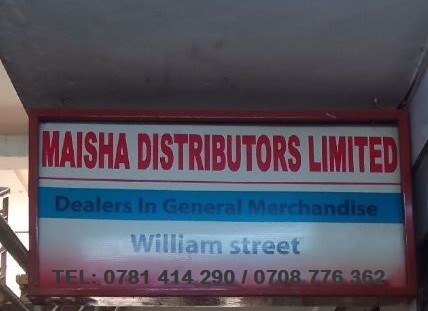 MAISHA DISTRIBUTORS LIMITED
Dealers In General Merchandise
William street
TEL: 0781 414 290 / 0708 776 362